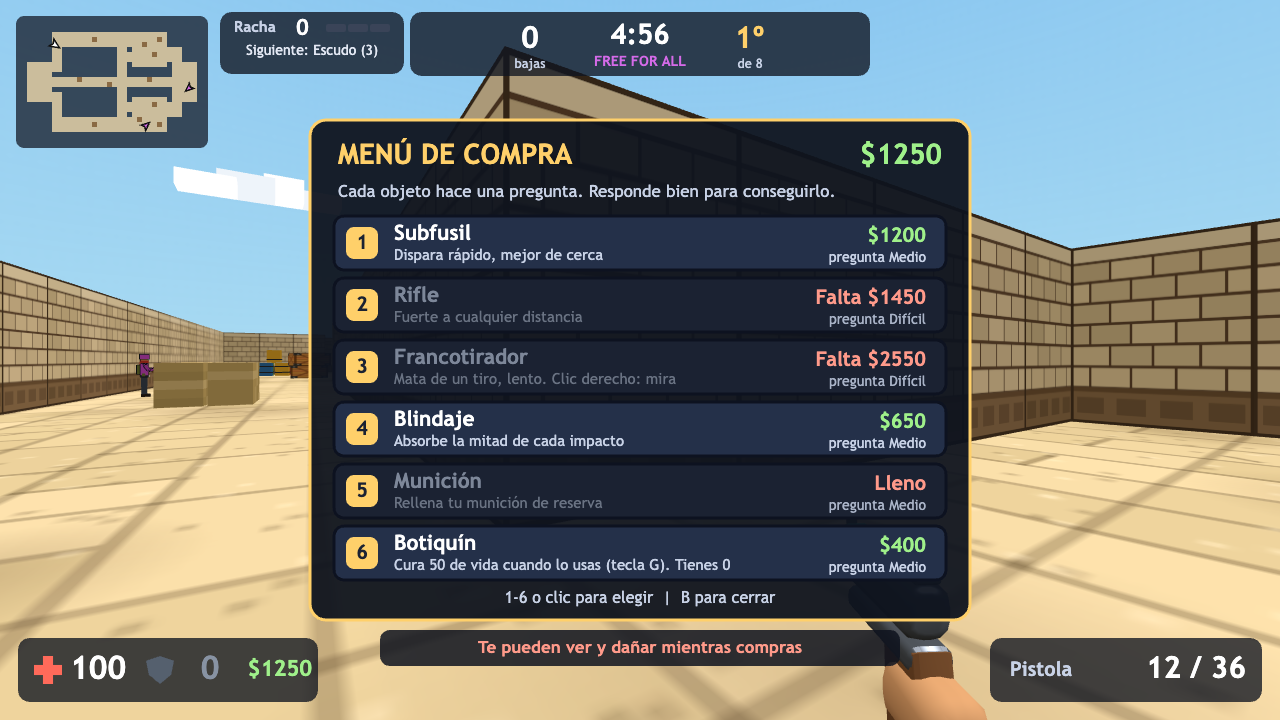 Racha 0
Siguiente: Escudo (3)
0
bajas
4:56
FREE FOR ALL
1º
de 8
MENÚ DE COMPRA
$1250
Cada objeto hace una pregunta. Responde bien para conseguirlo.
1
Subfusil
Dispara rápido, mejor de cerca
$1200
pregunta Medio
2
Rifle
Fuerte a cualquier distancia
Falta $1450
pregunta Difícil
3
Francotirador
Mata de un tiro, lento. Clic derecho: mira
Falta $2550
pregunta Difícil
4
Blindaje
Absorbe la mitad de cada impacto
$650
pregunta Medio
5
Munición
Rellena tu munición de reserva
Lleno
pregunta Medio
6
Botiquín
Cura 50 de vida cuando lo usas (tecla G). Tienes 0
$400
pregunta Medio
1-6 o clic para elegir | B para cerrar
Te pueden ver y dañar mientras compras
100 0 $1250
Pistola 12 / 36